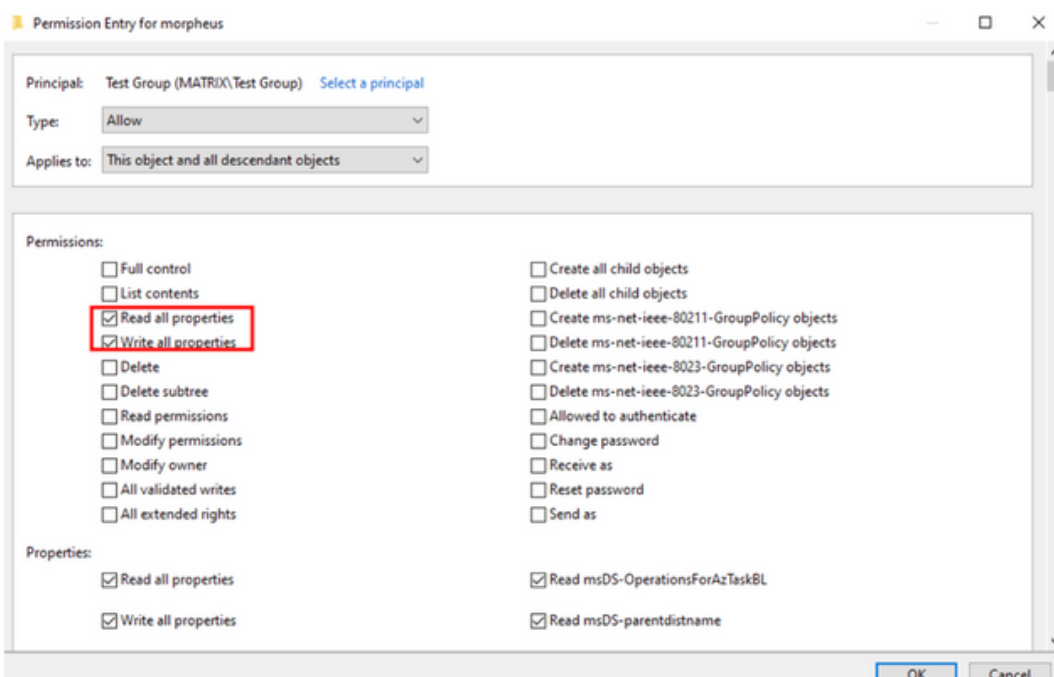 Permission Entry for morpheus
Principal: Test Group (MATRIX\Test Group) Select a principal
Type: Allow
Applies to: This object and all descendant objects
Permissions:
Full control
List contents
Read all properties
Write all properties
Delete
Delete subtree
Read permissions
Modify permissions
Modify owner
All validated writes
All extended rights
Create all child objects
Delete all child objects
Create ms-net-ieee-80211-GroupPolicy objects
Delete ms-net-ieee-80211-GroupPolicy objects
Create ms-net-ieee-8023-GroupPolicy objects
Delete ms-net-ieee-8023-GroupPolicy objects
Allowed to authenticate
Change password
Receive as
Reset password
Send as
Properties:
Read all properties
Write all properties
Read msDS-OperationsForAzTaskBL
Read msDS-parentdistname
OK Cancel